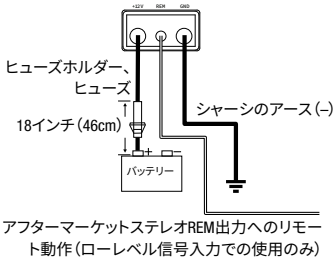 +12V REM GND
ヒューズホルダー、
ヒューズ
シャーシのアース(–)
18インチ(46cm)
+ –
バッテリー
アフターマーケットステレオREM出力へのリモー
ト動作(ローレベル信号入力での使用のみ)